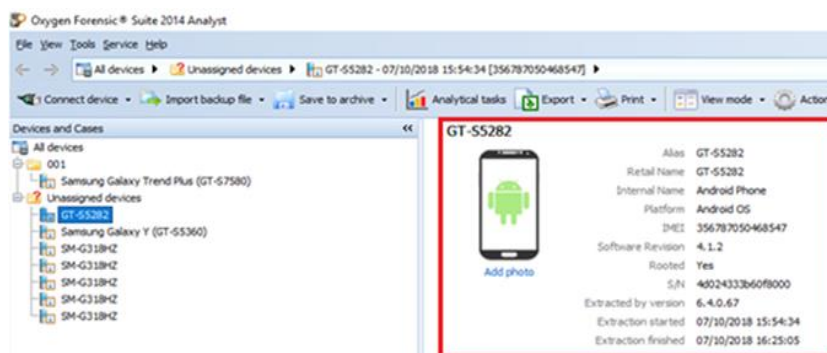 Oxygen Forensic® Suite 2014 Analyst
File View Tools Service Help
All devices Unassigned devices GT-S5282 - 07/10/2018 15:54:34 [356787050468547]
Connect device Import backup file Save to archive Analytical tasks Export Print View mode Action
Devices and Cases
All devices
001
Samsung Galaxy Trend Plus (GT-S7580)
Unassigned devices
GT-S5282
Samsung Galaxy Y (GT-S5360)
SM-G318HZ
SM-G318HZ
SM-G318HZ
SM-G318HZ
SM-G318HZ
GT-S5282
Add photo
Alias GT-S5282
Retail Name GT-S5282
Internal Name Android Phone
Platform Android OS
IMEI 356787050468547
Software Revision 4.1.2
Rooted Yes
S/N 4d024333b60f8000
Extracted by version 6.4.0.67
Extraction started 07/10/2018 15:54:34
Extraction finished 07/10/2018 16:25:05